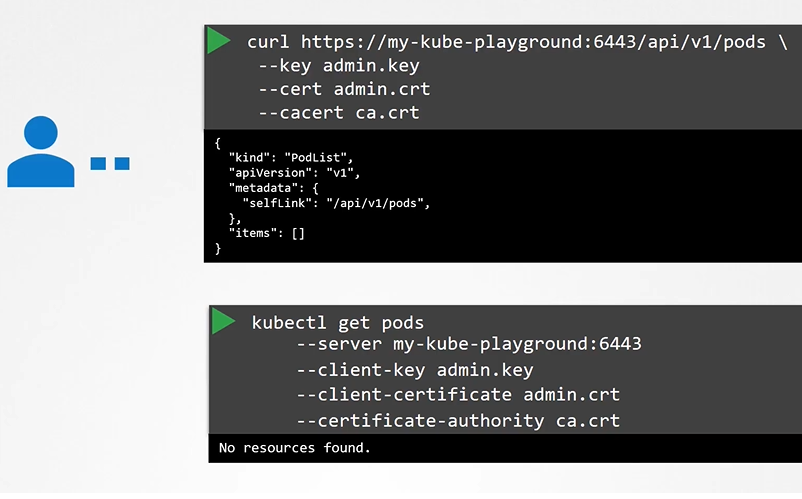 curl https://my-kube-playground:6443/api/v1/pods \
--key admin.key
--cert admin.crt
--cacert ca.crt
{
"kind": "PodList",
"apiVersion": "v1",
"metadata": {
"selfLink": "/api/v1/pods",
},
"items": []
}
kubectl get pods
--server my-kube-playground:6443
--client-key admin.key
--client-certificate admin.crt
--certificate-authority ca.crt
No resources found.